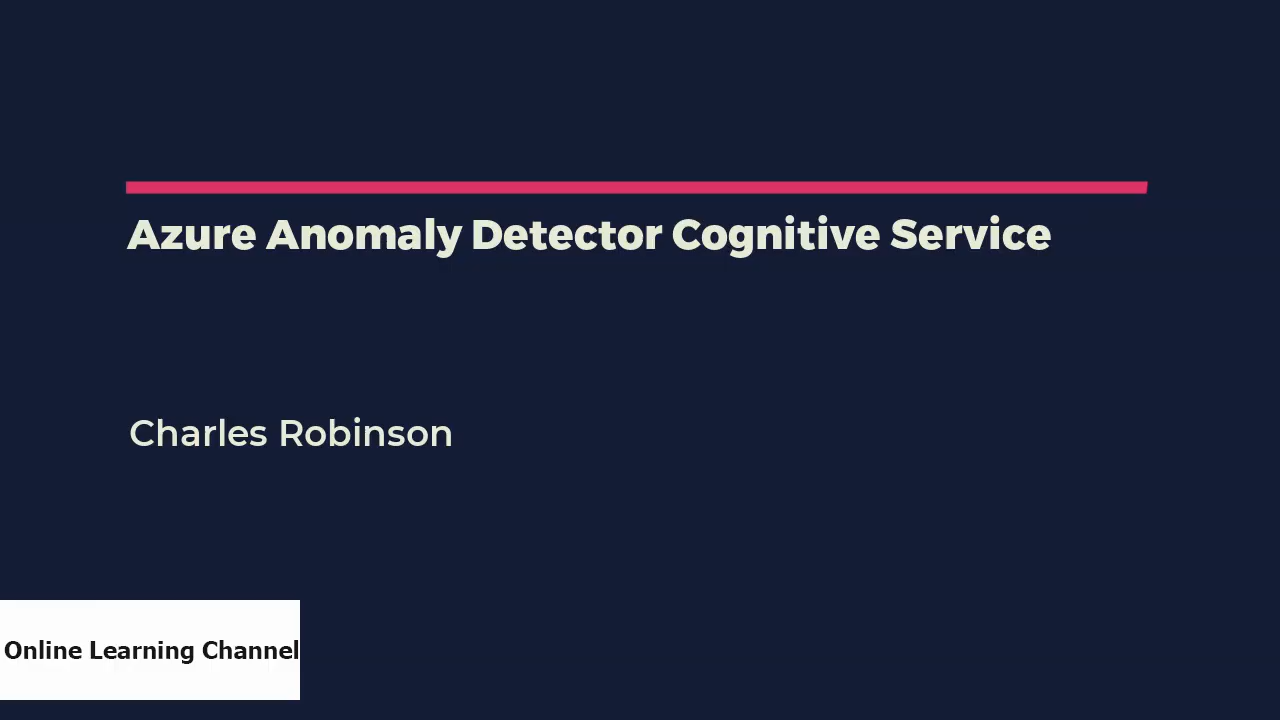 Azure Anomaly Detector Cognitive Service
Charles Robinson
Online Learning Channel